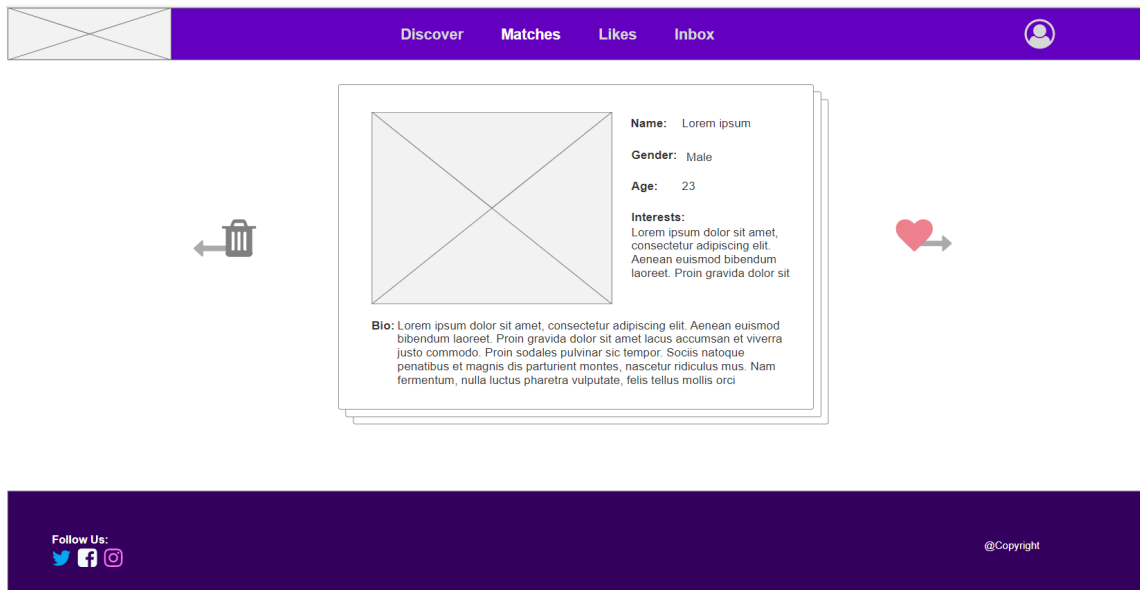 Discover Matches Likes Inbox
Name: Lorem ipsum
Gender: Male
Age: 23
Interests:
Lorem ipsum dolor sit amet,
consectetur adipiscing elit.
Aenean euismod bibendum
laoreet. Proin gravida dolor sit
Bio: Lorem ipsum dolor sit amet, consectetur adipiscing elit. Aenean euismod
bibendum laoreet. Proin gravida dolor sit amet lacus accumsan et viverra
justo commodo. Proin sodales pulvinar sic tempor. Sociis natoque
penatibus et magnis dis parturient montes, nascetur ridiculus mus. Nam
fermentum, nulla luctus pharetra vulputate, felis tellus mollis orci
Follow Us:
@Copyright